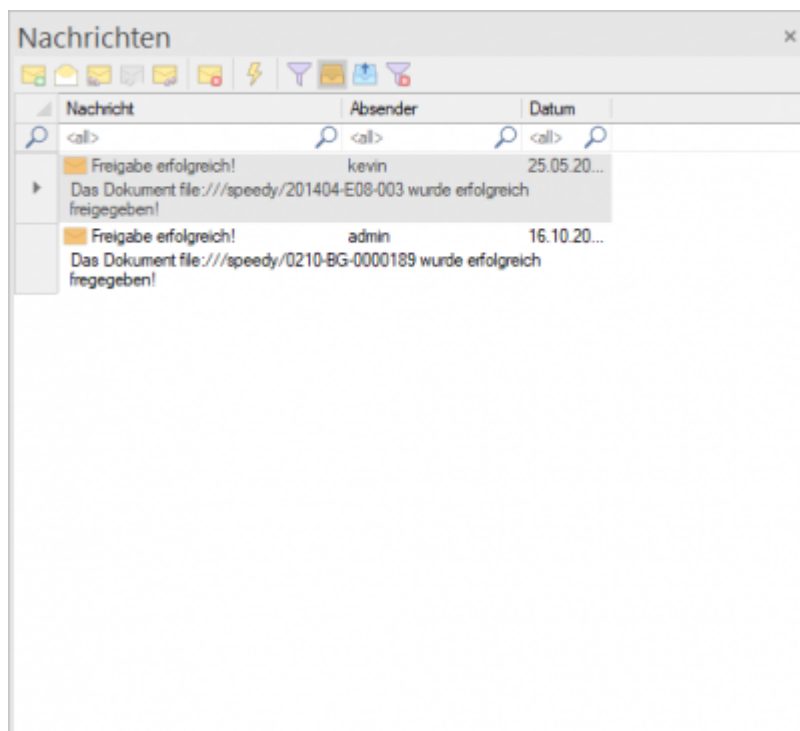 Nachrichten
Nachricht Absender Datum
<all> <all> <all>
Freigabe erfolgreich! kevin 25.05.20...
Das Dokument file:///speedy/201404-E08-003 wurde erfolgreich
freigegeben!
Freigabe erfolgreich! admin 16.10.20...
Das Dokument file:///speedy/0210-BG-0000189 wurde erfolgreich
fregegeben!